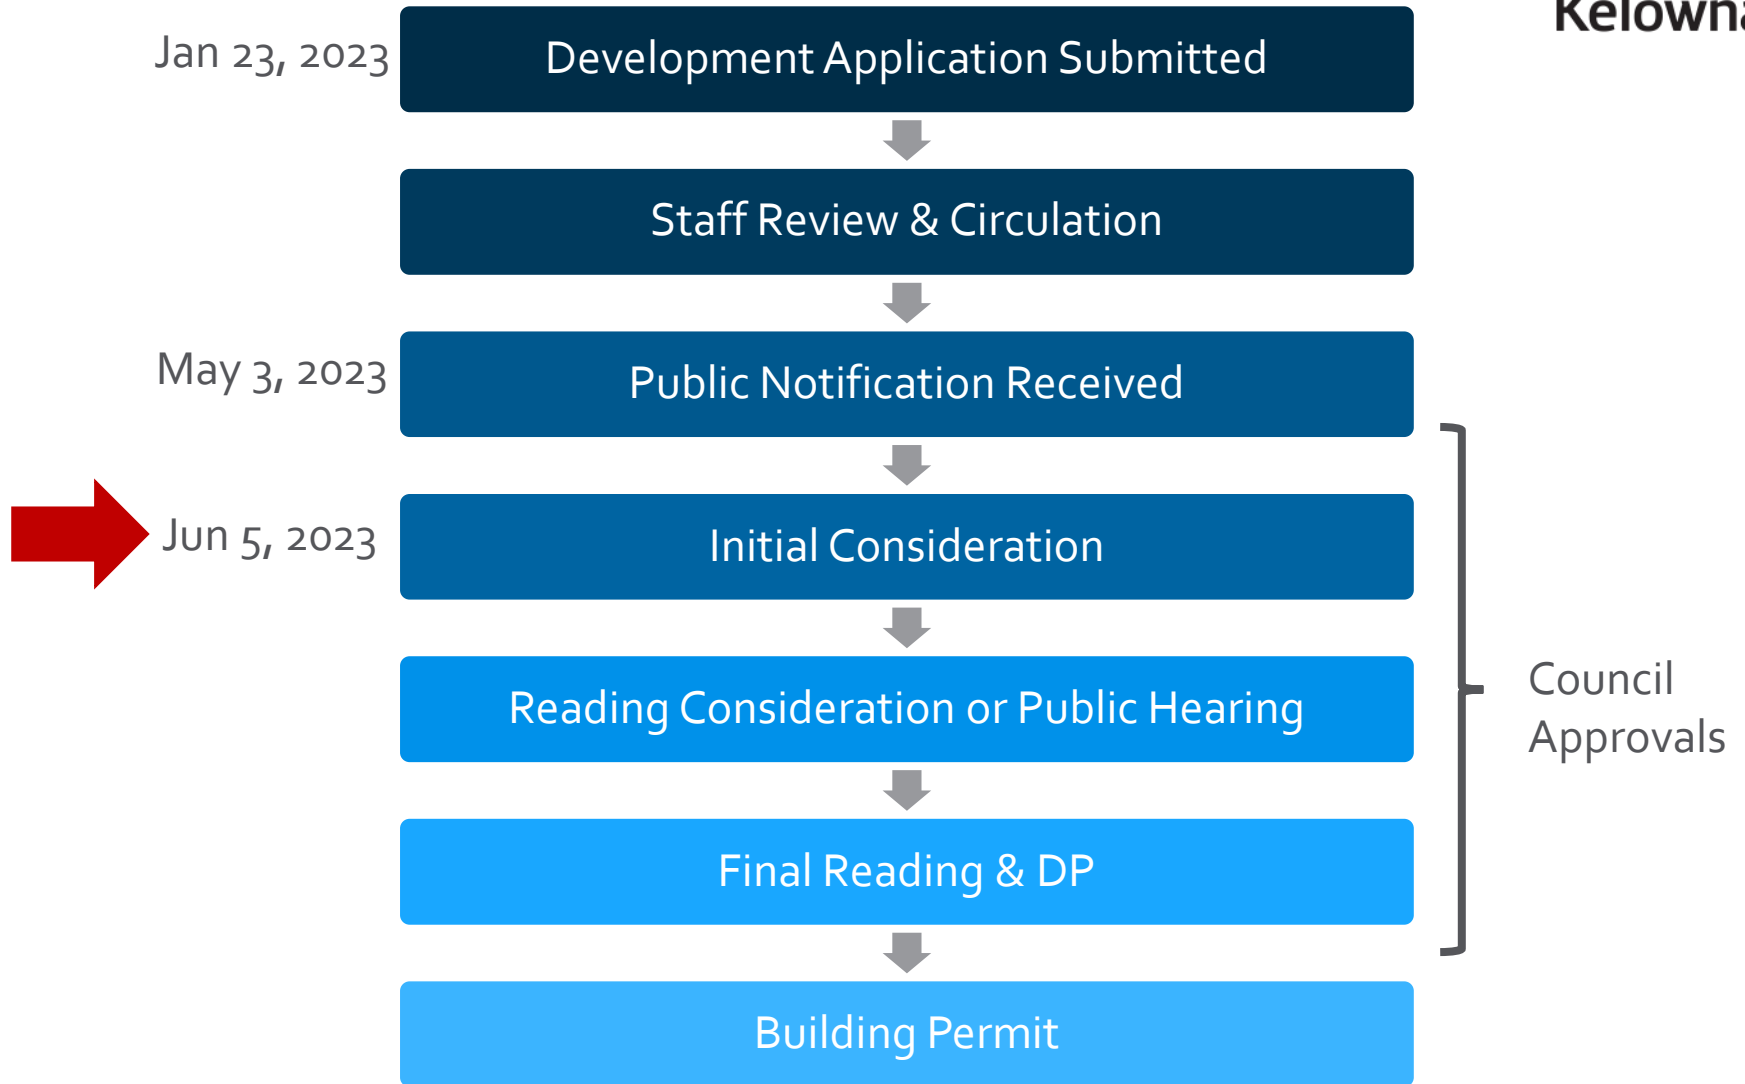 Kelowna
Jan 23, 2023
Development Application Submitted
Staff Review & Circulation
May 3, 2023
Public Notification Received
Jun 5, 2023
Initial Consideration
Reading Consideration or Public Hearing
Council
Approvals
Final Reading & DP
Building Permit